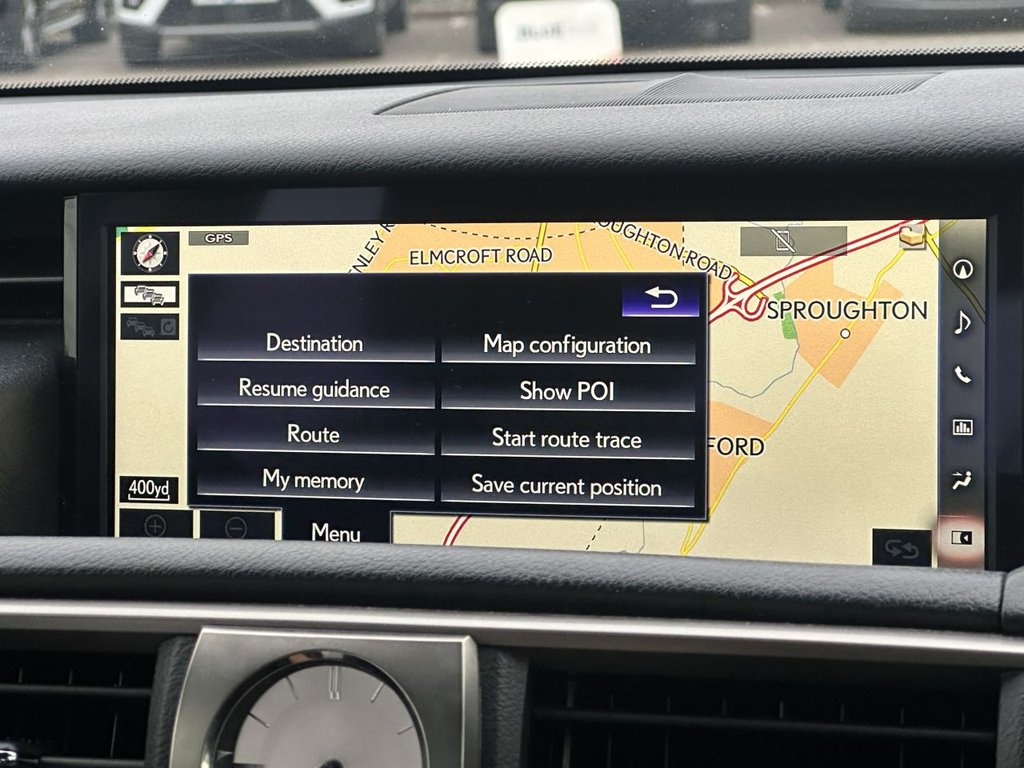 BLUE
GPS
ELMCROFT ROAD
OUGHTON ROAD
SPROUGHTON
Destination
Map configuration
Resume guidance
Show POI
Route
Start route trace
FORD
My memory
Save current position
400yd
Menu